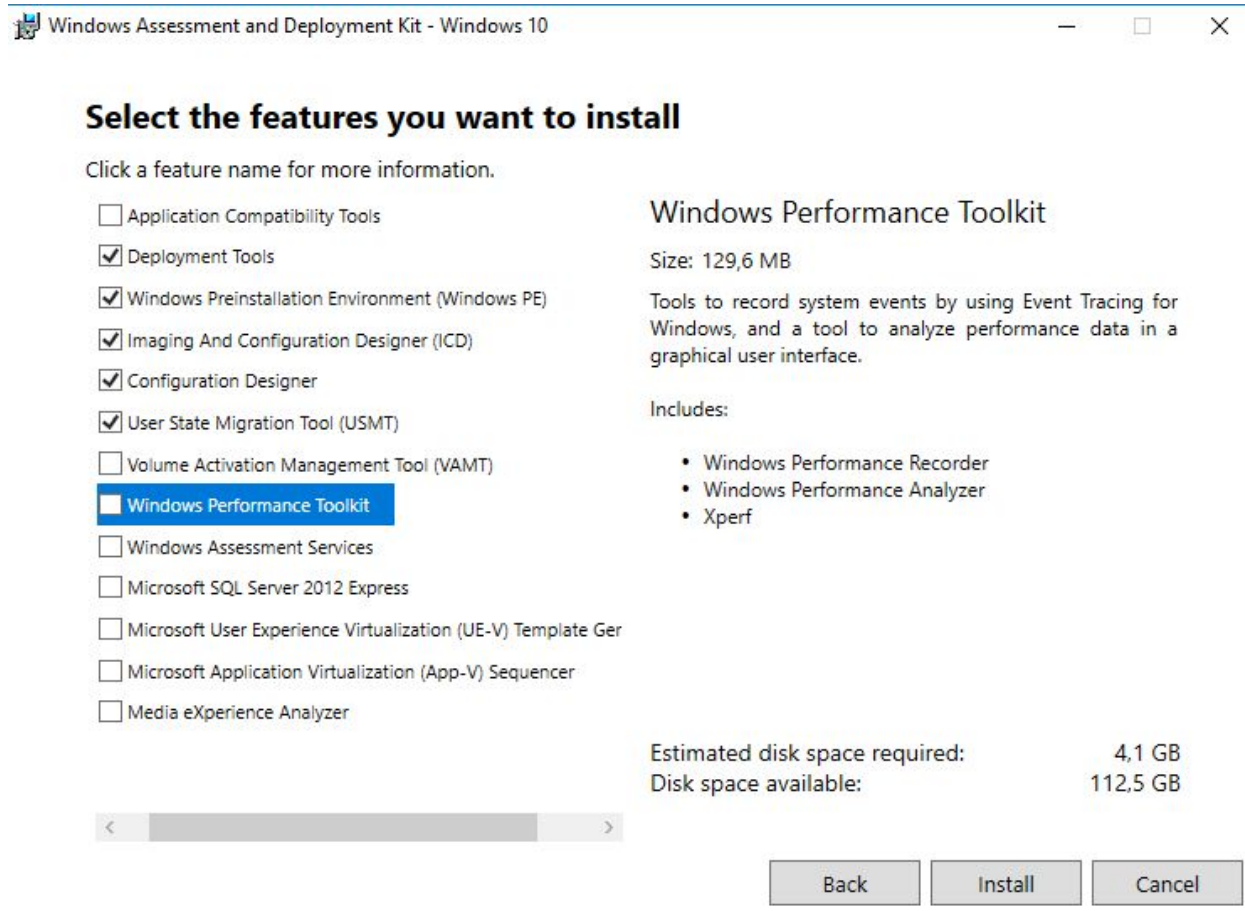 Windows Assessment and Deployment Kit - Windows 10
Select the features you want to install
Click a feature name for more information.
Application Compatibility Tools
Deployment Tools
Windows Preinstallation Environment (Windows PE)
Imaging And Configuration Designer (ICD)
Configuration Designer
User State Migration Tool (USMT)
Volume Activation Management Tool (VAMT)
Windows Performance Toolkit
Windows Assessment Services
Microsoft SQL Server 2012 Express
Microsoft User Experience Virtualization (UE-V) Template Ger
Microsoft Application Virtualization (App-V) Sequencer
Media eXperience Analyzer
Windows Performance Toolkit
Size: 129,6 MB
Tools to record system events by using Event Tracing for
Windows, and a tool to analyze performance data in a
graphical user interface.
Includes:
• Windows Performance Recorder
• Windows Performance Analyzer
• Xperf
Estimated disk space required: 4,1 GB
Disk space available: 112,5 GB
Back Install Cancel